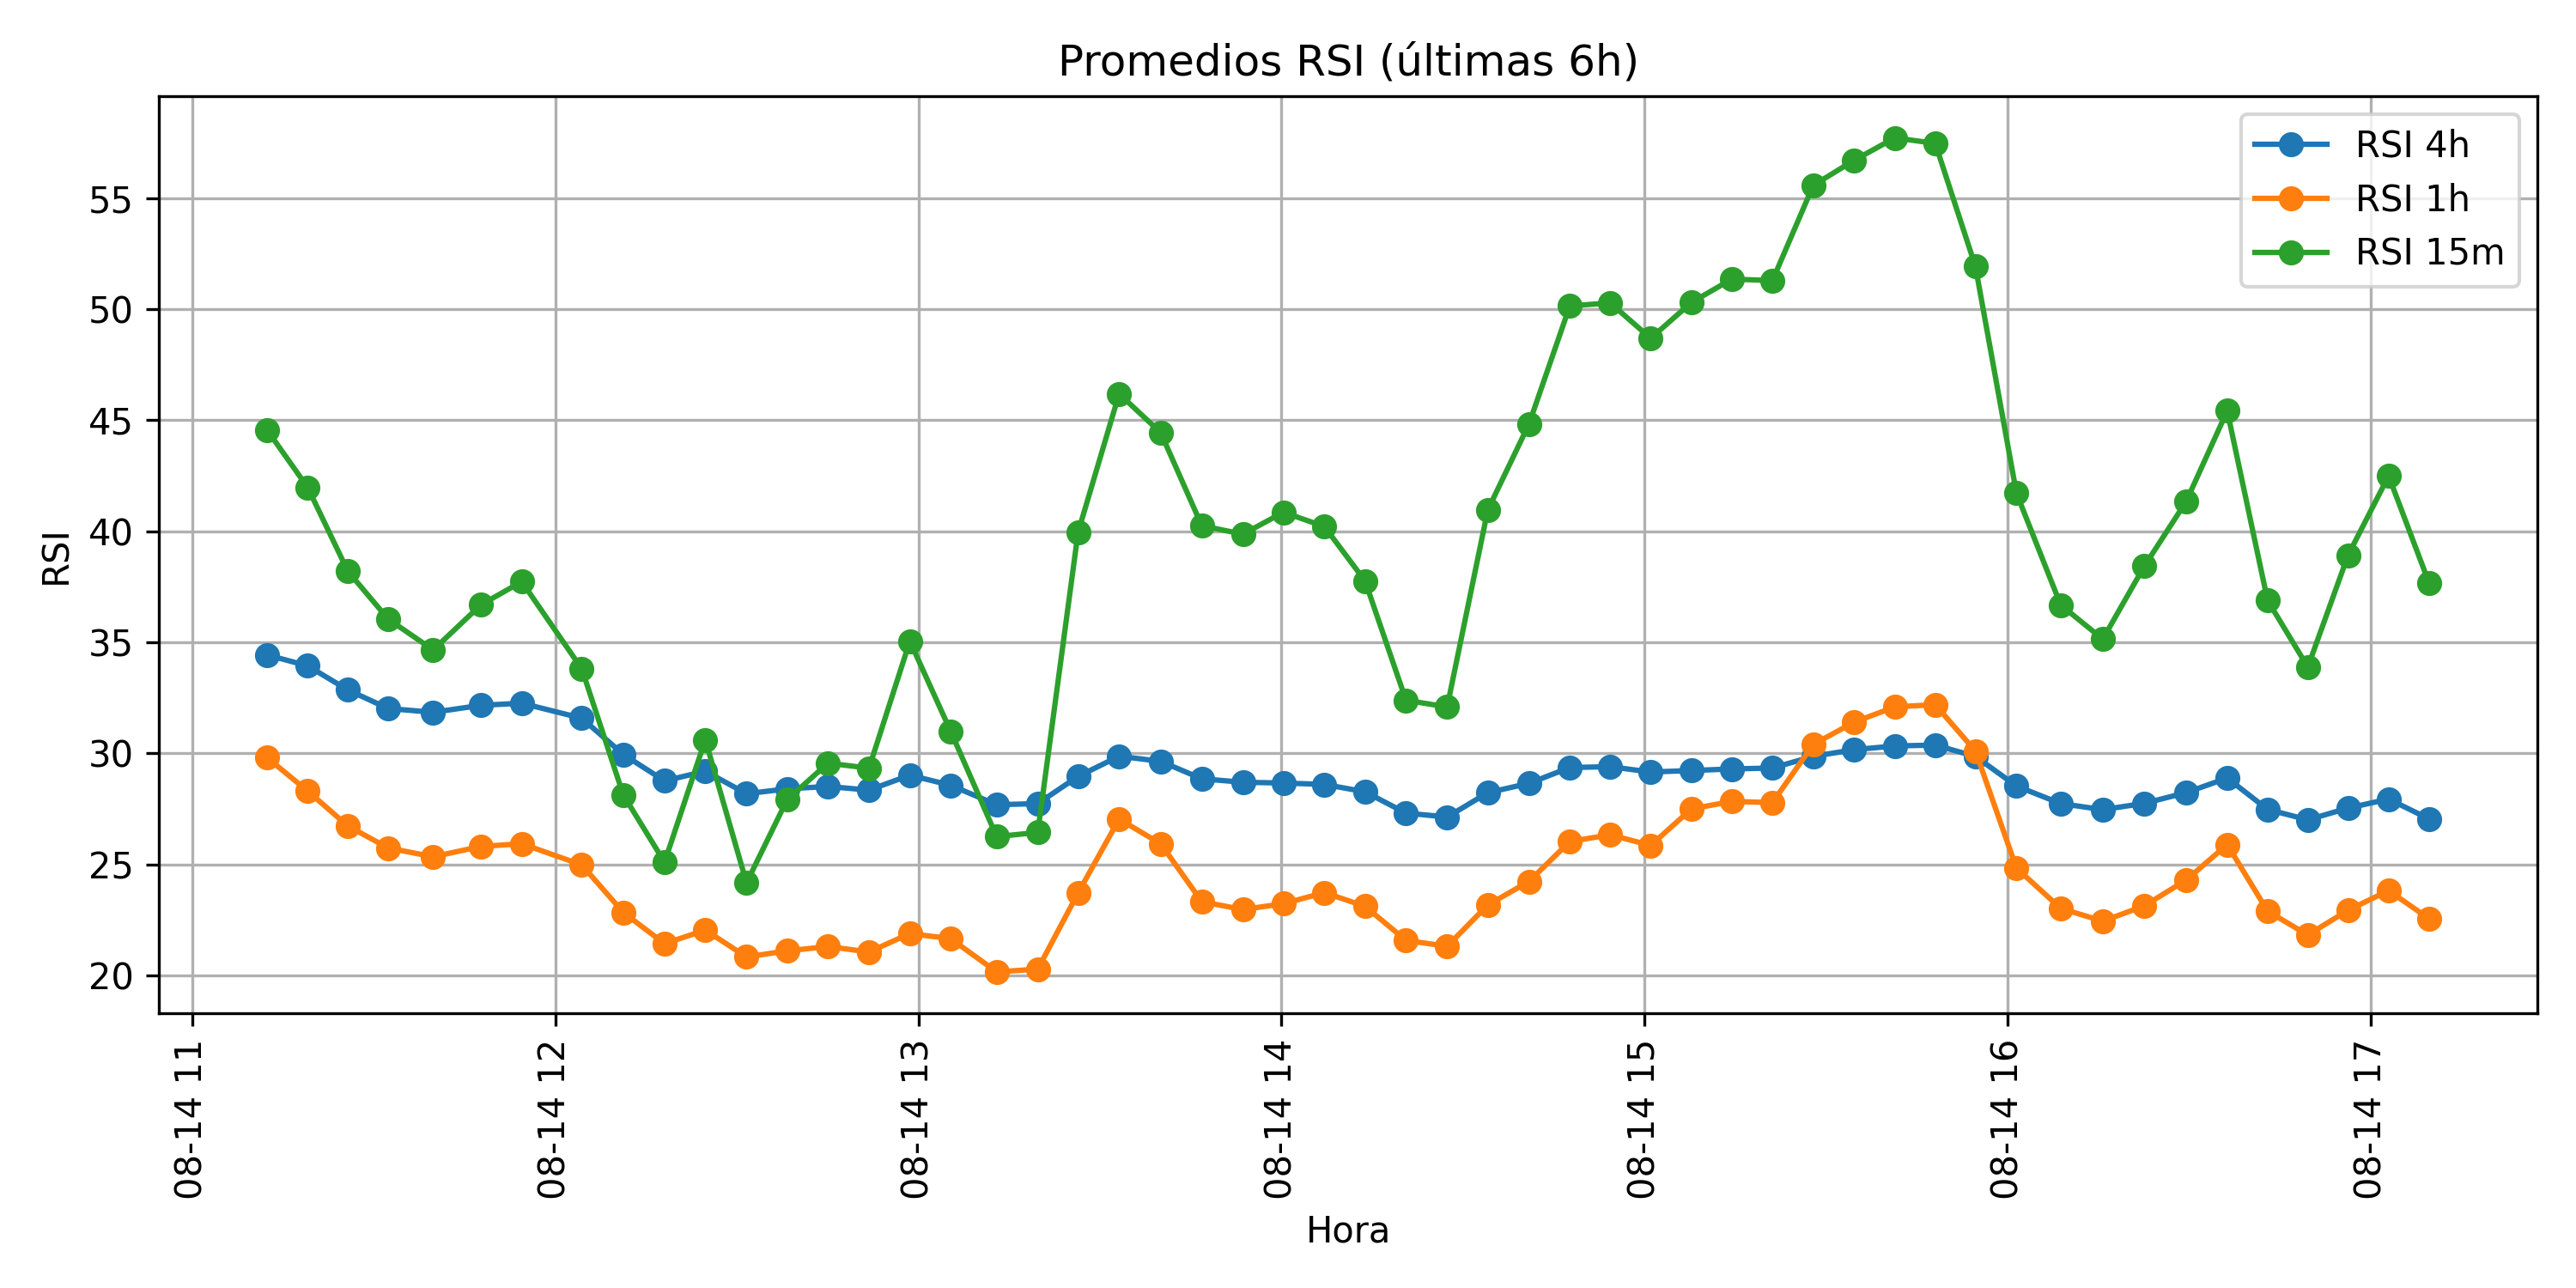 Promedios RSI (últimas 6h)
RSI 4h
RSI 1h
RSI 15m
RSI
55
50
45
40
35
30
25
20
08-14 11
08-14 12
08-14 13
08-14 14
08-14 15
08-14 16
08-14 17
Hora